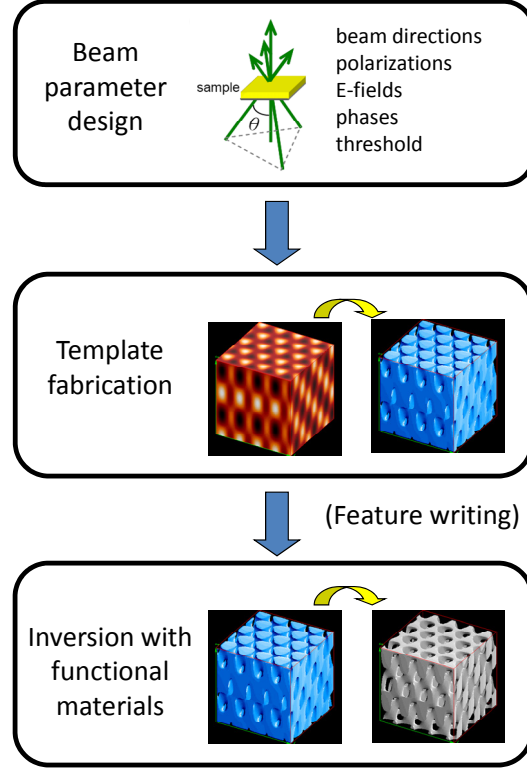 Beam
parameter
design
sample
θ
beam directions
polarizations
E-fields
phases
threshold
Template
fabrication
(Feature writing)
Inversion with
functional
materials